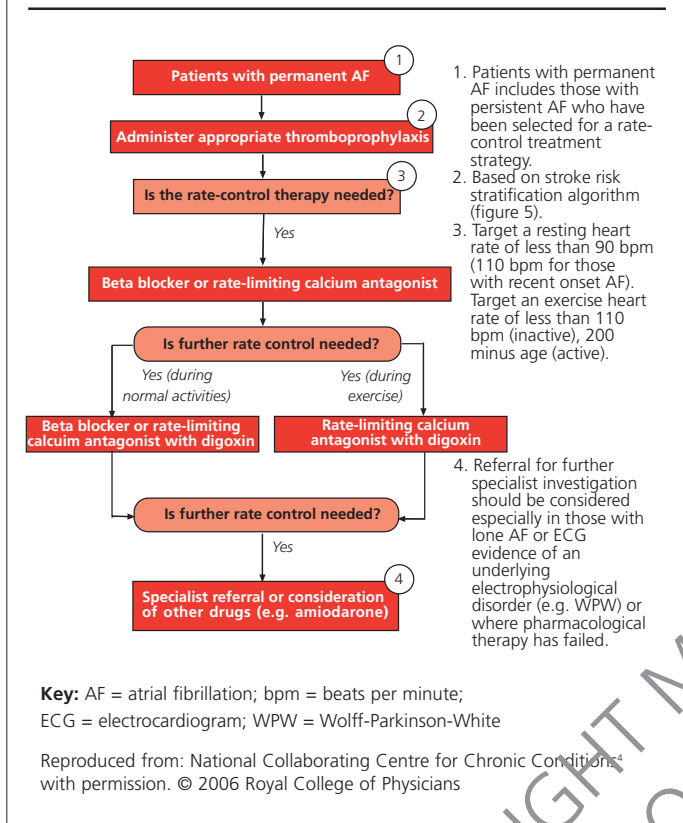 1
Patients with permanent AF
2
Administer appropriate thromboprophylaxis
3
Is the rate-control therapy needed?
Yes
Beta blocker or rate-limiting calcium antagonist
Is further rate control needed?
Yes (during
normal activities)
Yes (during
exercise)
Beta blocker or rate-limiting
calcuim antagonist with digoxin
Rate-limiting calcium
antagonist with digoxin
Is further rate control needed?
Yes
4
Specialist referral or consideration
of other drugs (e.g. amiodarone)
1. Patients with permanent
AF includes those with
persistent AF who have
been selected for a rate-
control treatment
strategy.
2. Based on stroke risk
stratification algorithm
(figure 5).
3. Target a resting heart
rate of less than 90 bpm
(110 bpm for those
with recent onset AF).
Target an exercise heart
rate of less than 110
bpm (inactive), 200
minus age (active).
4. Referral for further
specialist investigation
should be considered
especially in those with
lone AF or ECG
evidence of an
underlying
electrophysiological
disorder (e.g. WPW) or
where pharmacological
therapy has failed.
Key: AF = atrial fibrillation; bpm = beats per minute;
ECG = electrocardiogram; WPW = Wolff-Parkinson-White
Reproduced from: National Collaborating Centre for Chronic Conditions4
with permission. © 2006 Royal College of Physicians